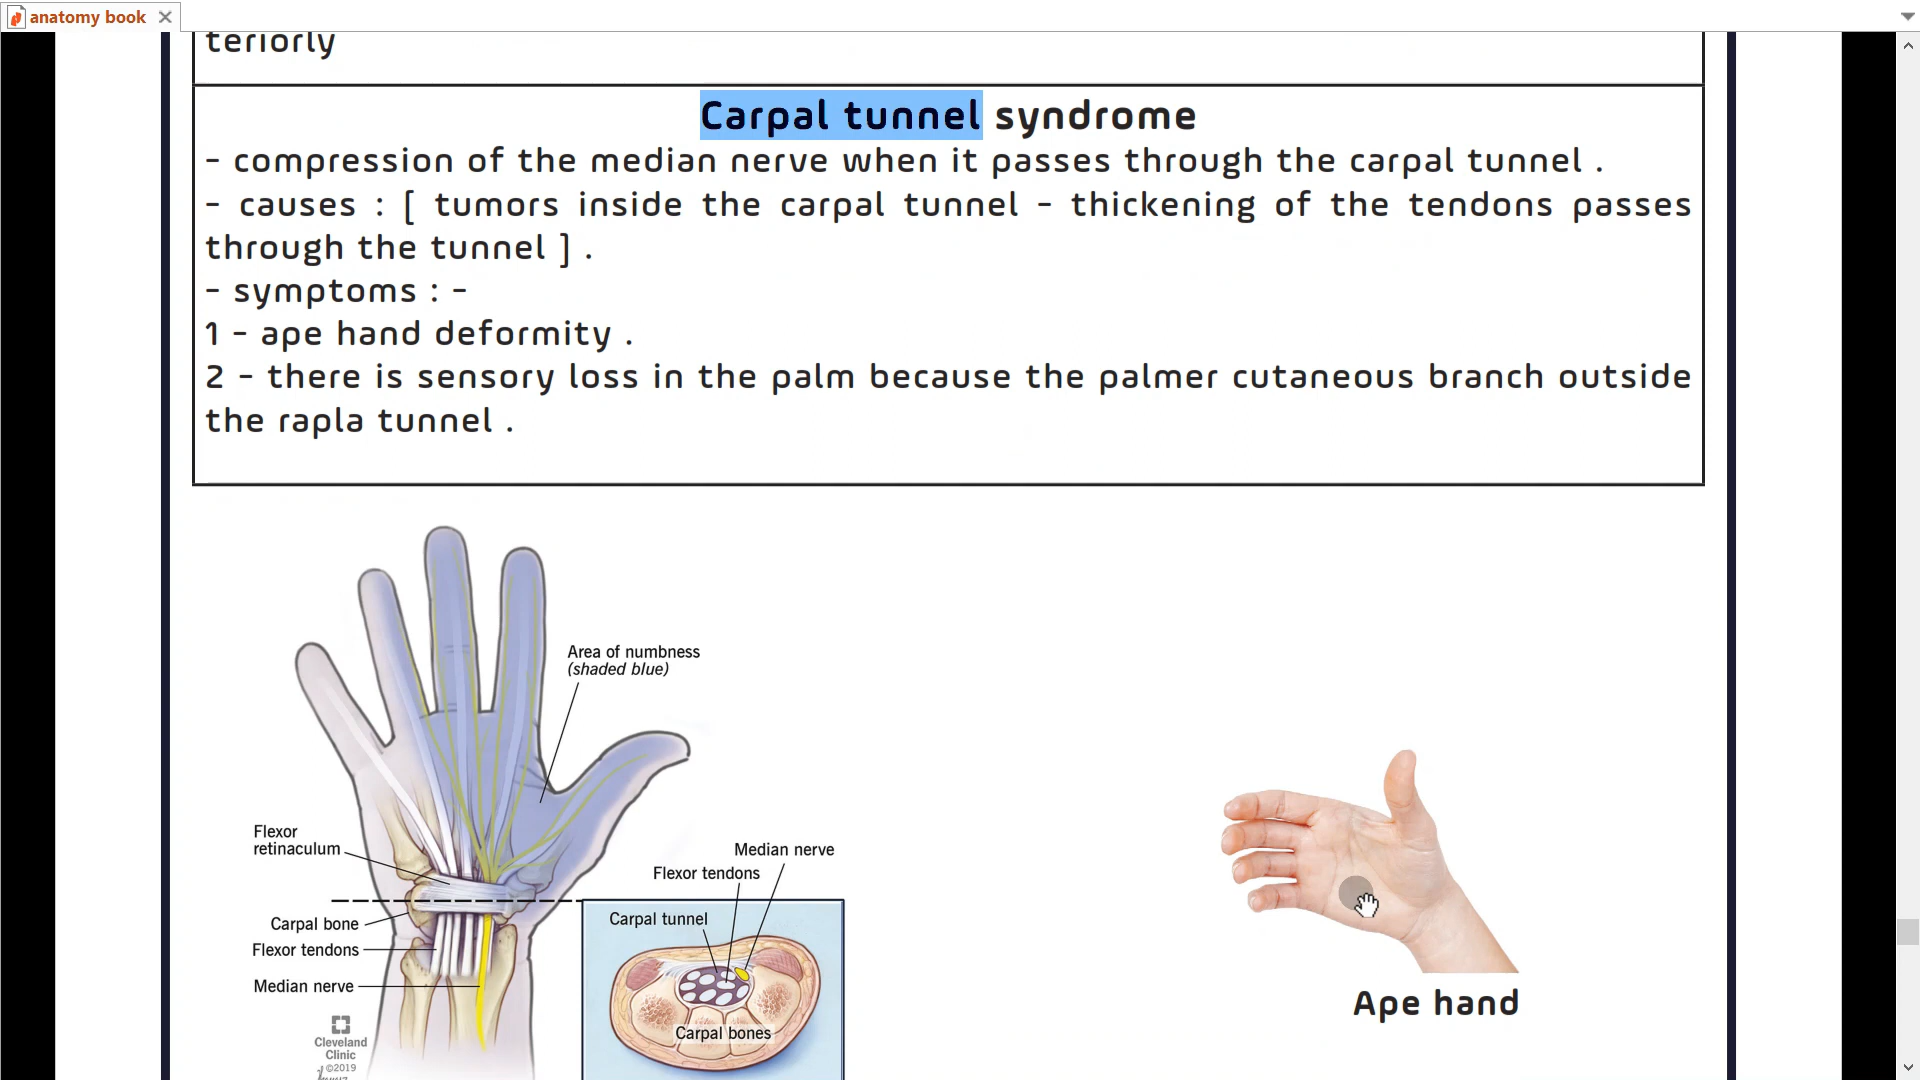 anatomy book
teriorly
Carpal tunnel syndrome
- compression of the median nerve when it passes through the carpal tunnel .
- causes : [ tumors inside the carpal tunnel - thickening of the tendons passes
through the tunnel ] .
- symptoms : -
1 - ape hand deformity .
2 - there is sensory loss in the palm because the palmer cutaneous branch outside
the rapla tunnel .
Area of numbness
(shaded blue)
Flexor
retinaculum
Median nerve
Flexor tendons
Carpal tunnel
Carpal bone
Flexor tendons
Median nerve
Carpal bones
Ape hand
Cleveland
Clinic
©2019